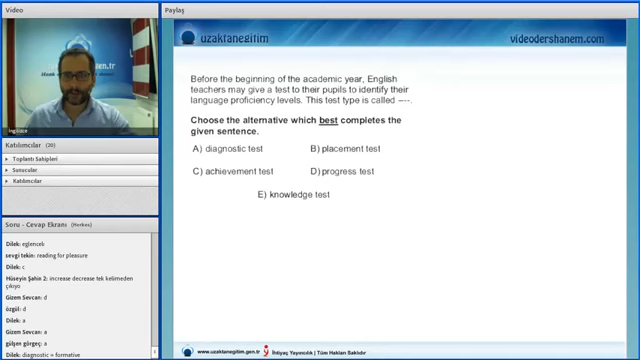 Video
İngilizce
Katılımcılar (20)
Toplantı Sahipleri
Sunucular
Katılımcılar
Soru - Cevap Ekranı (Herkes)
Dilek: eğlenceli
sevgi tekin: reading for pleasure
Dilek: c
Hüseyin Şahin 2: increase decrease tek kelimeden
çıkıyo
Gizem Sevcan: d
özgül: d
Dilek: a
Gizem Sevcan: a
gülşen görgeç: a
Dilek: diagnostic = formative
Paylaş
uzaktanegitim
videodershanem.com
Before the beginning of the academic year, English
teachers may give a test to their pupils to identify their
language proficiency levels. This test type is called ----.
Choose the alternative which best completes the
given sentence.
A) diagnostic test
B) placement test
C) achievement test
D) progress test
E) knowledge test
www.uzaktanegitim.gen.tr
İhtiyaç Yayıncılık | Tüm Hakları Saklıdır